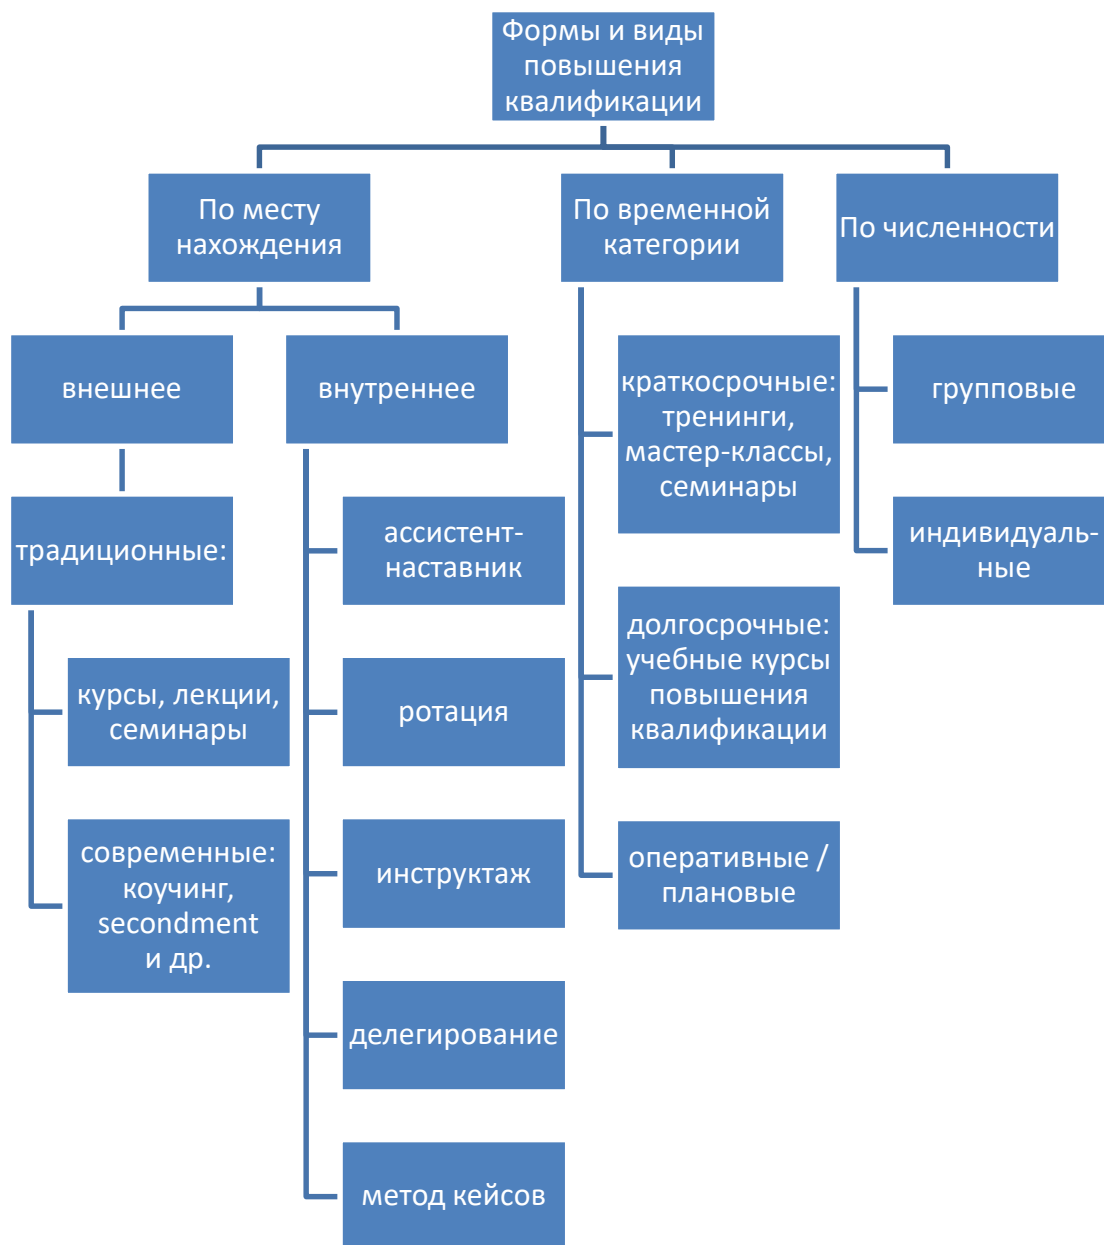 Формы и виды
повышения
квалификации
По месту
нахождения
По временной
категории
По численности
внешнее
внутреннее
традиционные:
курсы, лекции,
семинары
современные:
коучинг,
secondment
и др.
ассистент-
наставник
ротация
инструктаж
делегирование
метод кейсов
краткосрочные:
тренинги,
мастер-классы,
семинары
долгосрочные:
учебные курсы
повышения
квалификации
оперативные /
плановые
групповые
индивидуаль-
ные